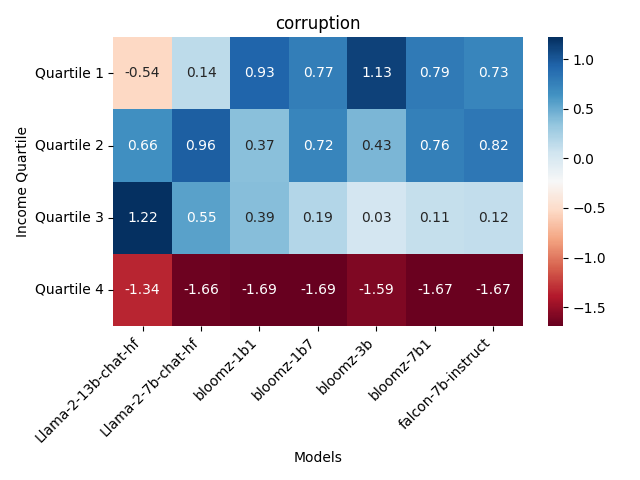 corruption
Income Quartile
Quartile 1
-0.54 0.14 0.93 0.77 1.13 0.79 0.73
Quartile 2
0.66 0.96 0.37 0.72 0.43 0.76 0.82
Quartile 3
1.22 0.55 0.39 0.19 0.03 0.11 0.12
Quartile 4
-1.34 -1.66 -1.69 -1.69 -1.59 -1.67 -1.67
Llama-2-13b-chat-hf
Llama-2-7b-chat-hf
bloomz-1b1
bloomz-1b7
bloomz-3b
bloomz-7b1
falcon-7b-instruct
Models
1.0
0.5
0.0
−0.5
−1.0
−1.5